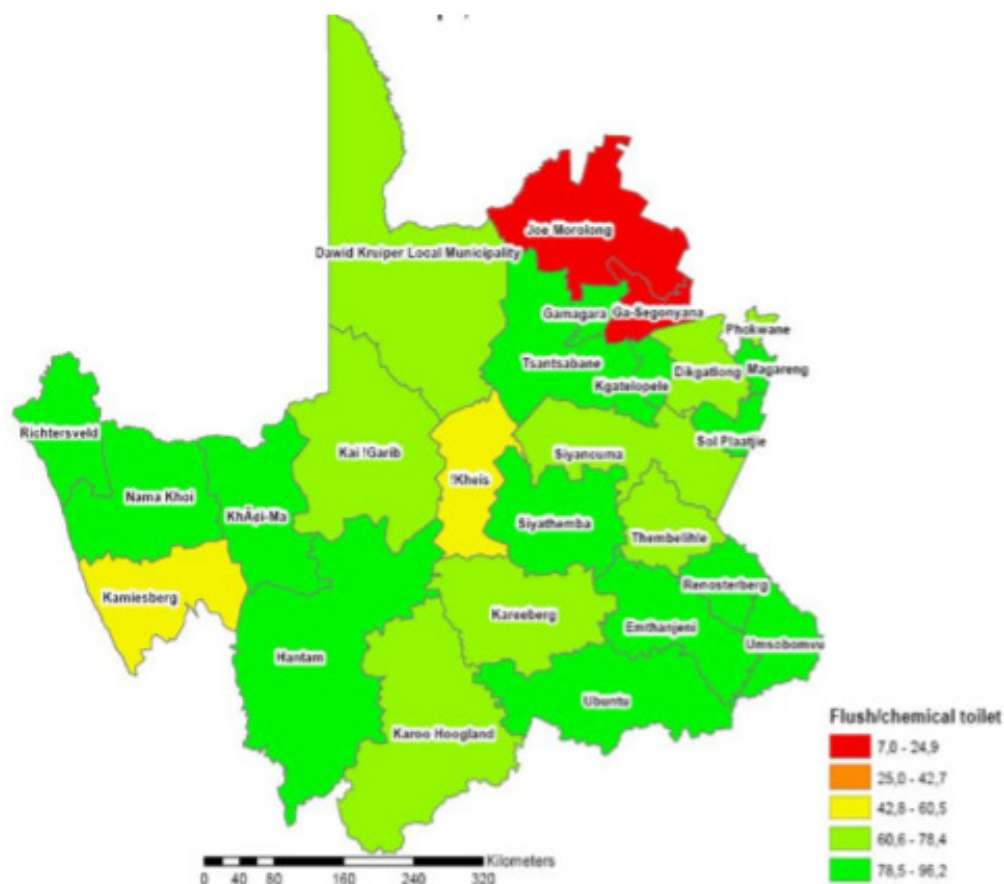 Joe Morolong
Dawid Kruiper Local Municipality
Gamagara
Ga-Segonyana
Phokwane
Tsantsabane
Dikgatlong
Magareng
Kgatelopele
Richtersveld
Kai !Garib
Siyancuma
Sol Plaatjie
!Kheis
Nama Khoi
KhÃ¢i-Ma
Siyathemba
Thembelihle
Kamiesberg
Renosterberg
Kareeberg
Emthanjeni
Umsobomvu
Hantam
Ubuntu
Karoo Hoogland
Flush/chemical toilet
7,0 - 24,9
25,0 - 42,7
42,8 - 60,5
60,6 - 78,4
78,5 - 96,2
Kilometers
0 40 80 160 240 320